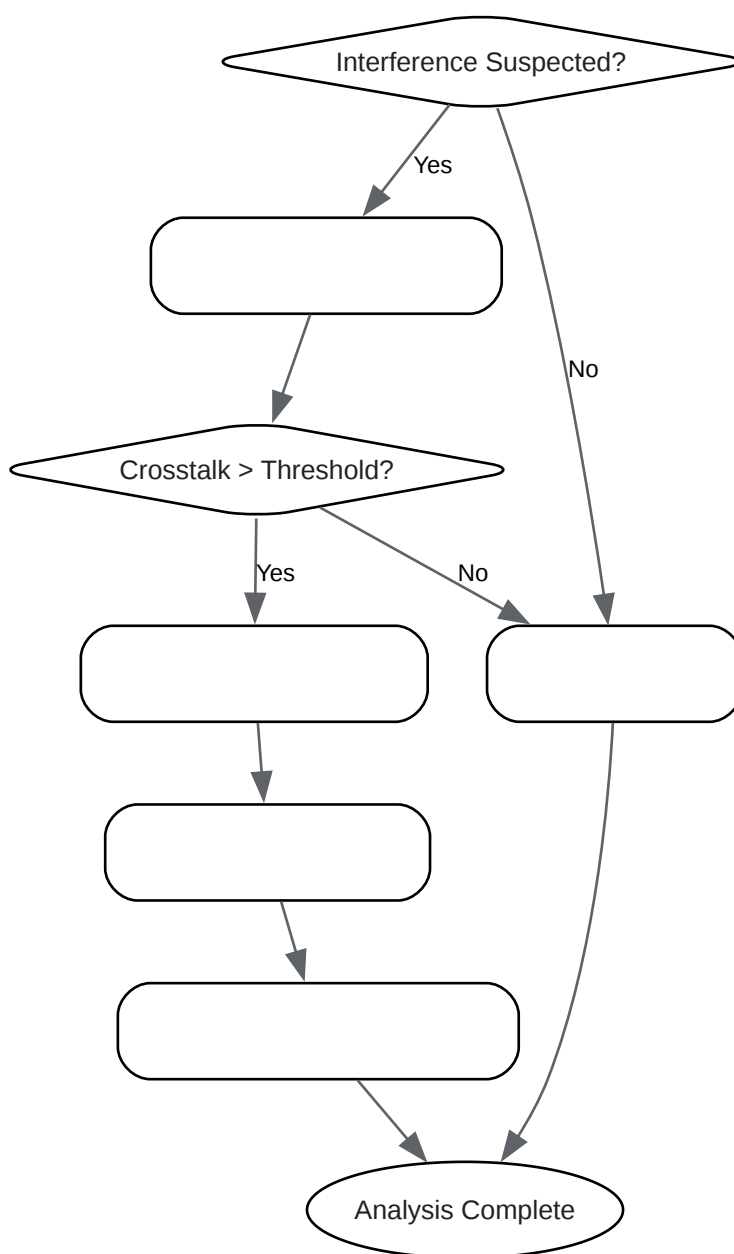 Interference Suspected?
Yes
No
Crosstalk > Threshold?
Yes
No
Analysis Complete